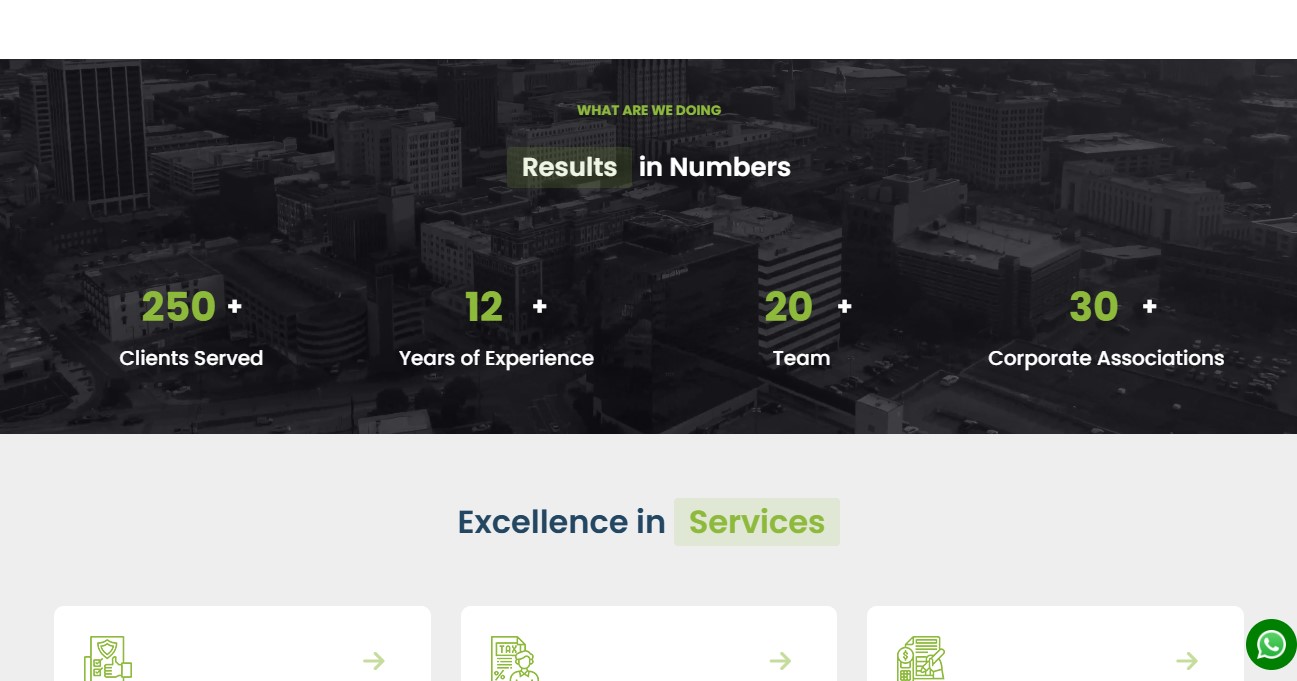 WHAT ARE WE DOING
Results in Numbers
250 + 12 + 20 + 30 +
Clients Served Years of Experience Team Corporate Associations
Excellence in Services
TAX
%
$